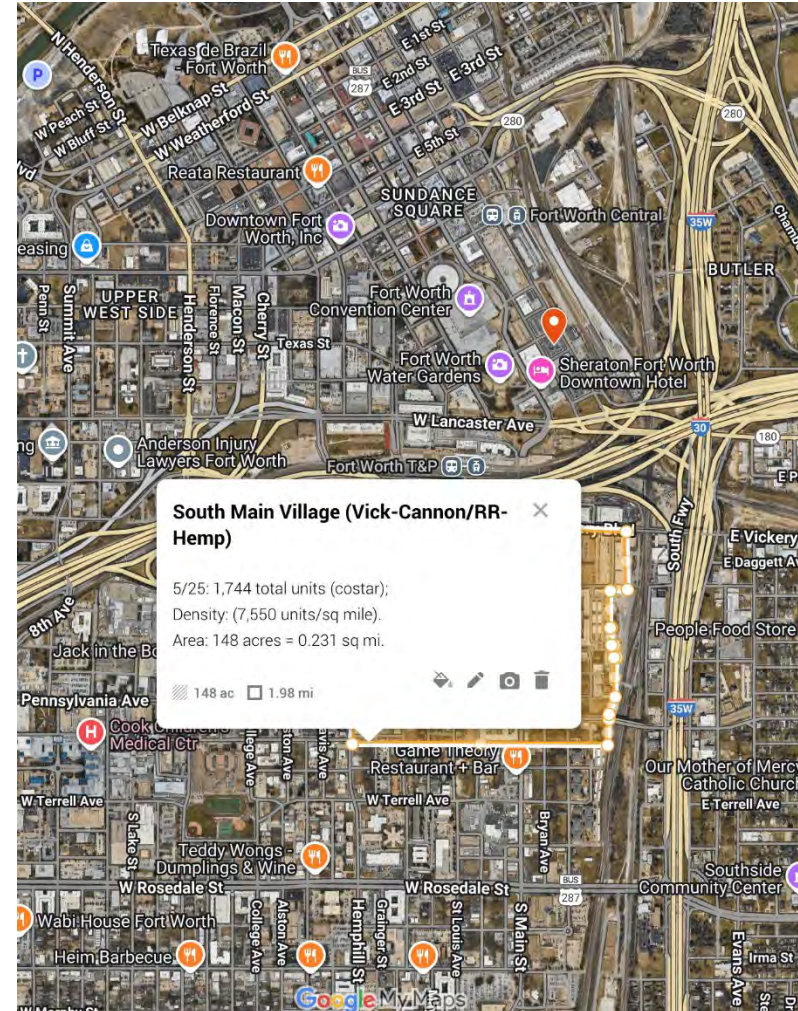 Texas de Brazil
- Fort Worth
N Henderson St
E 1st St
E 2nd St
E 3rd St
E 3rd St
BUS
287
P
W Peach St
W Bluff St
W Belknap St
W Weatherford St
280
280
E 5th St
Reata Restaurant
SUNDANCE
SQUARE
Fort Worth Central
Downtown Fort
Worth, Inc
35W
easing
BUTLER
Penn St
Summit Ave
UPPER
WEST SIDE
Henderson St
Florence St
Macon St
Cherry St
Texas St
Fort Worth
Convention Center
Fort Worth
Water Gardens
Sheraton Fort Worth
Downtown Hotel
W Lancaster Ave
30
180
ng
Anderson Injury
Lawyers Fort Worth
Fort Worth T&P
E P
South Main Village (Vick-Cannon/RR-
Hemp)
5/25: 1,744 total units (costar);
Density: (7,550 units/sq mile).
Area: 148 acres = 0.231 sq mi.
148 ac
1.98 mi
South Fwy
E Vickery
E Daggett Av
8th Ave
Jack in the Bo
People Food Store
Pennsylvania Ave
35W
H
Cook Children's
Medical Ctr
llege Ave
ston Ave
avis Ave
Game Theory
Restaurant + Bar
Our Mother of Mercy
Catholic Church
W Terrell Ave
W Terrell Ave
E Terrell Ave
S Lake St
Bryan Ave
Teddy Wongs -
Dumplings & Wine
Southside
Community Center
W Rosedale St
W Rosedale St
BUS
287
Wabi House Fort Worth
College Ave
Alston Ave
Hemphill St
Grainger St
St Louis Ave
S Main St
Evans Ave
Heim Barbecue
Irma St
Google My Maps